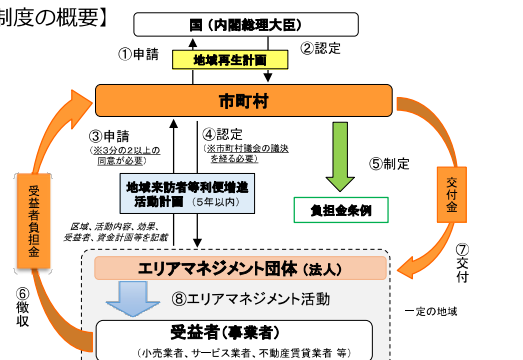 制度の概要】
国（内閣総理大臣）
①申請
②認定
地域再生計画
市町村
③申請
（※3分の2以上の
同意が必要）
④認定
（※市町村議会の議決
を経る必要）
⑤制定
地域来訪者等利便増進
活動計画（5年以内）
負担金条例
受益者負担金
交付金
区域、活動内容、効果、
受益者、資金計画等を記載
⑦交付
エリアマネジメント団体（法人）
⑥徴収
⑧エリアマネジメント活動
一定の地域
受益者（事業者）
（小売業者、サービス業者、不動産賃貸業者 等）